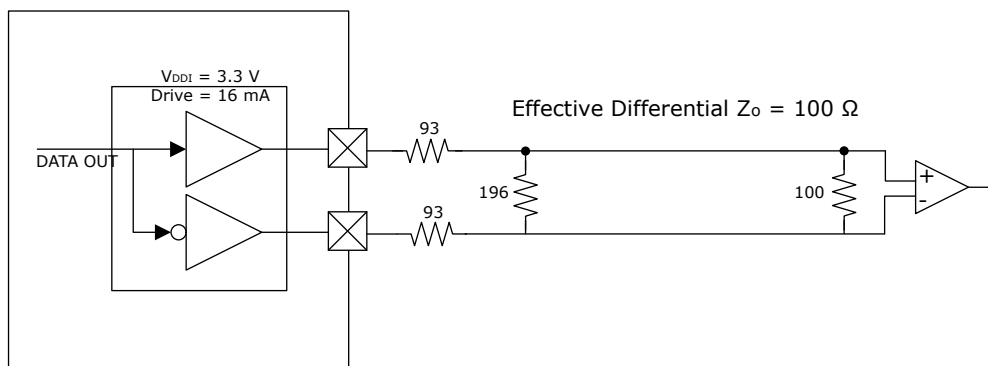 VDDI = 3.3 V
Drive = 16 mA
DATA OUT
Effective Differential Zo = 100 Ω
93
196
100
93
+
-